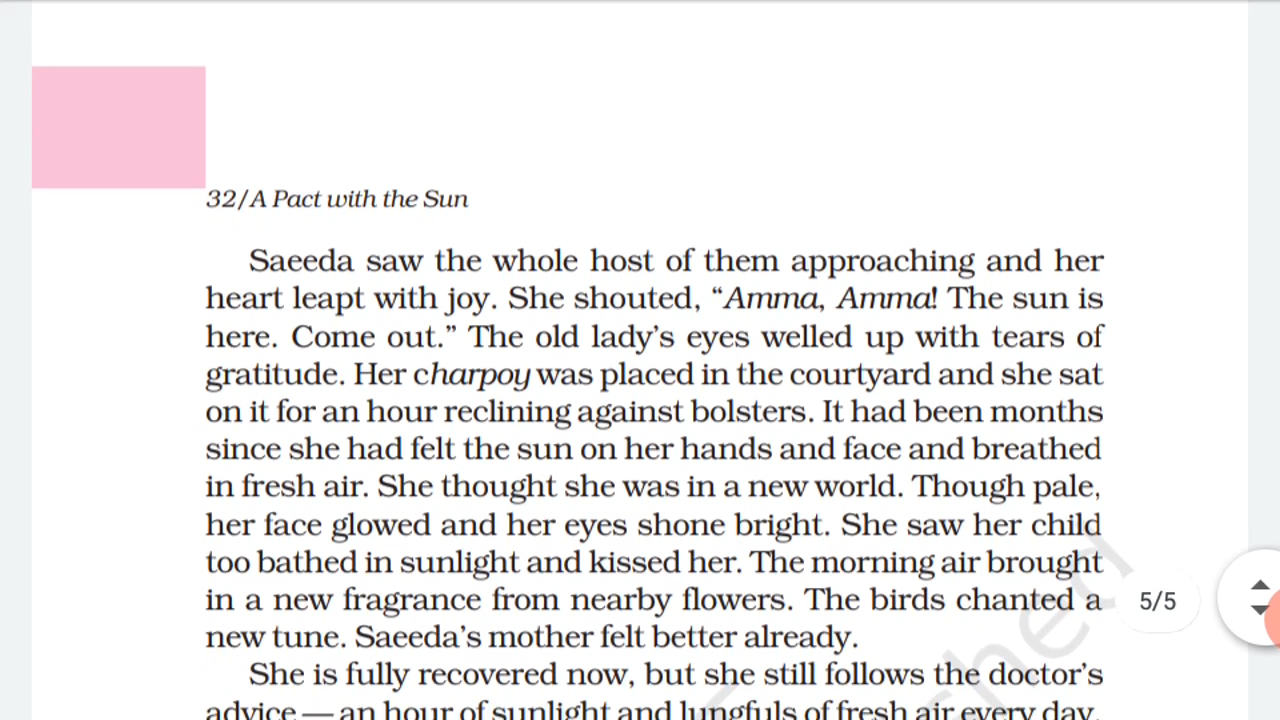 32/A Pact with the Sun
Saeeda saw the whole host of them approaching and her
heart leapt with joy. She shouted, “Amma, Amma! The sun is
here. Come out.” The old lady’s eyes welled up with tears of
gratitude. Her charpoy was placed in the courtyard and she sat
on it for an hour reclining against bolsters. It had been months
since she had felt the sun on her hands and face and breathed
in fresh air. She thought she was in a new world. Though pale,
her face glowed and her eyes shone bright. She saw her child
too bathed in sunlight and kissed her. The morning air brought
in a new fragrance from nearby flowers. The birds chanted a
5/5
new tune. Saeeda’s mother felt better already.
She is fully recovered now, but she still follows the doctor’s
advice — an hour of sunlight and lungfuls of fresh air every day.